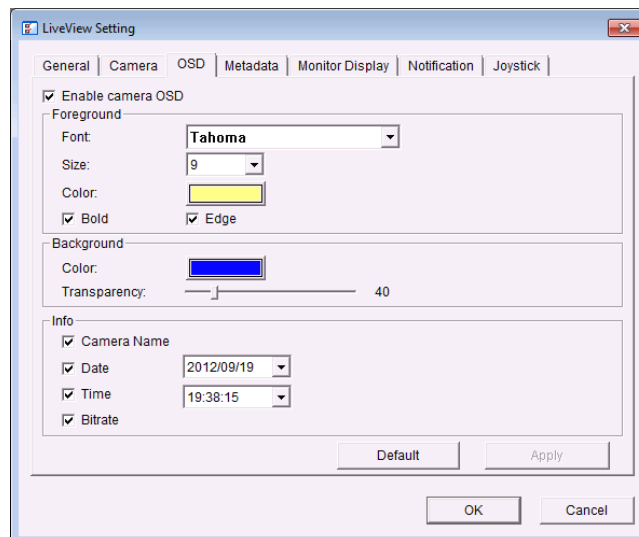 LiveView Setting
General Camera OSD Metadata Monitor Display Notification Joystick
Enable camera OSD
Foreground
Font: Tahoma
Size: 9
Color:
Bold Edge
Background
Color:
Transparency: 40
Info
Camera Name
Date 2012/09/19
Time 19:38:15
Bitrate
Default Apply
OK Cancel